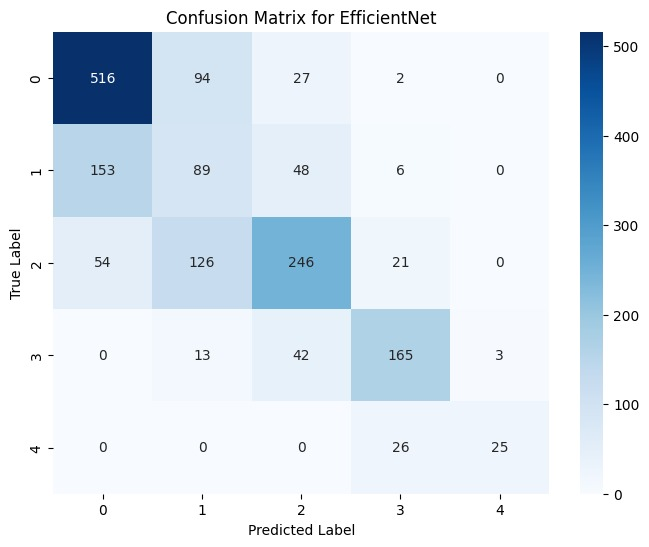 Confusion Matrix for EfficientNet
0 516 94 27 2 0
1 153 89 48 6 0
2 54 126 246 21 0
3 0 13 42 165 3
4 0 0 0 26 25
0 1 2 3 4
True Label
Predicted Label
500
400
300
200
100
0